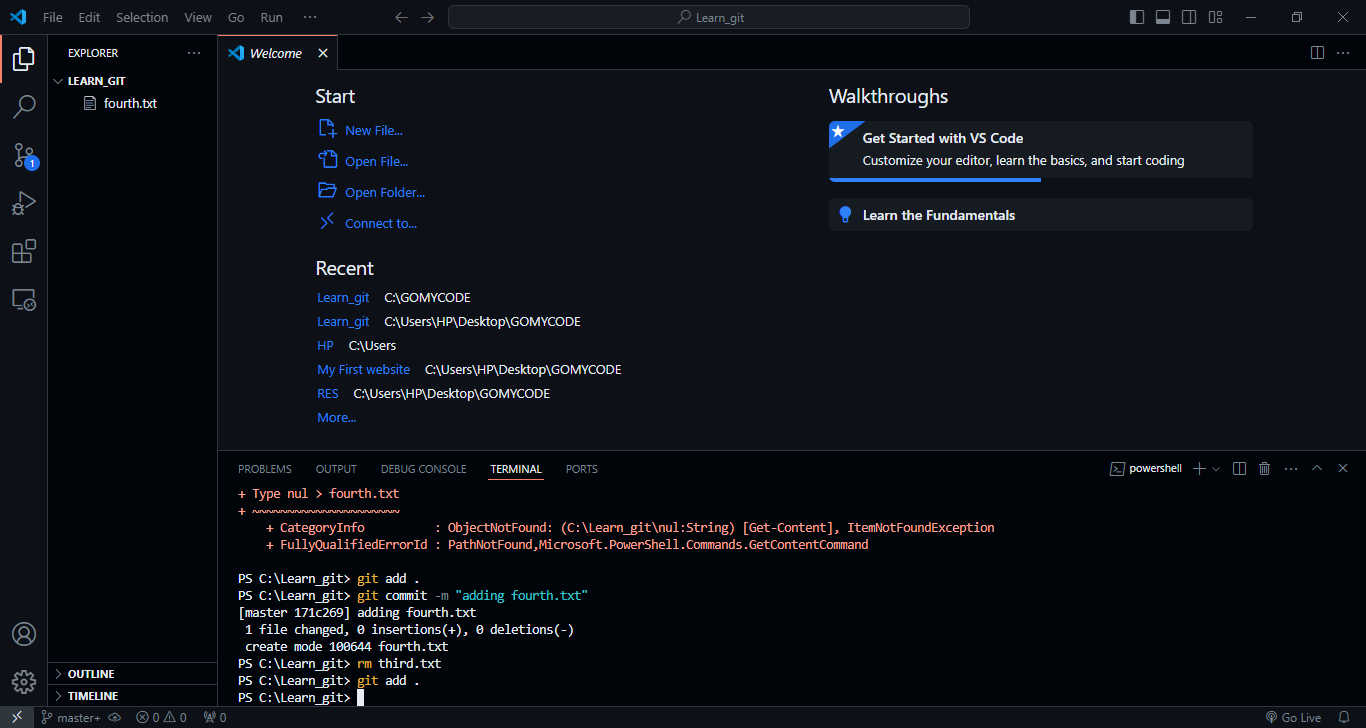 File Edit Selection View Go Run ···
Learn_git
EXPLORER ···
LEARN_GIT
fourth.txt
1
OUTLINE
TIMELINE
Welcome
Start
New File...
Open File...
Open Folder...
Connect to...
Recent
Learn_git C:\GOMYCODE
Learn_git C:\Users\HP\Desktop\GOMYCODE
HP C:\Users
My First website C:\Users\HP\Desktop\GOMYCODE
RES C:\Users\HP\Desktop\GOMYCODE
More...
Walkthroughs
Get Started with VS Code
Customize your editor, learn the basics, and start coding
Learn the Fundamentals
PROBLEMS OUTPUT DEBUG CONSOLE TERMINAL PORTS
powershell
+ Type nul > fourth.txt
+ ~~~~~~~~~~~~~~~~~~~~~
+ CategoryInfo : ObjectNotFound: (C:\Learn_git\nul:String) [Get-Content], ItemNotFoundException
+ FullyQualifiedErrorId : PathNotFound,Microsoft.PowerShell.Commands.GetContentCommand
PS C:\Learn_git> git add .
PS C:\Learn_git> git commit -m "adding fourth.txt"
[master 171c269] adding fourth.txt
1 file changed, 0 insertions(+), 0 deletions(-)
create mode 100644 fourth.txt
PS C:\Learn_git> rm third.txt
PS C:\Learn_git> git add .
PS C:\Learn_git>
master+ 0 0 0 Go Live